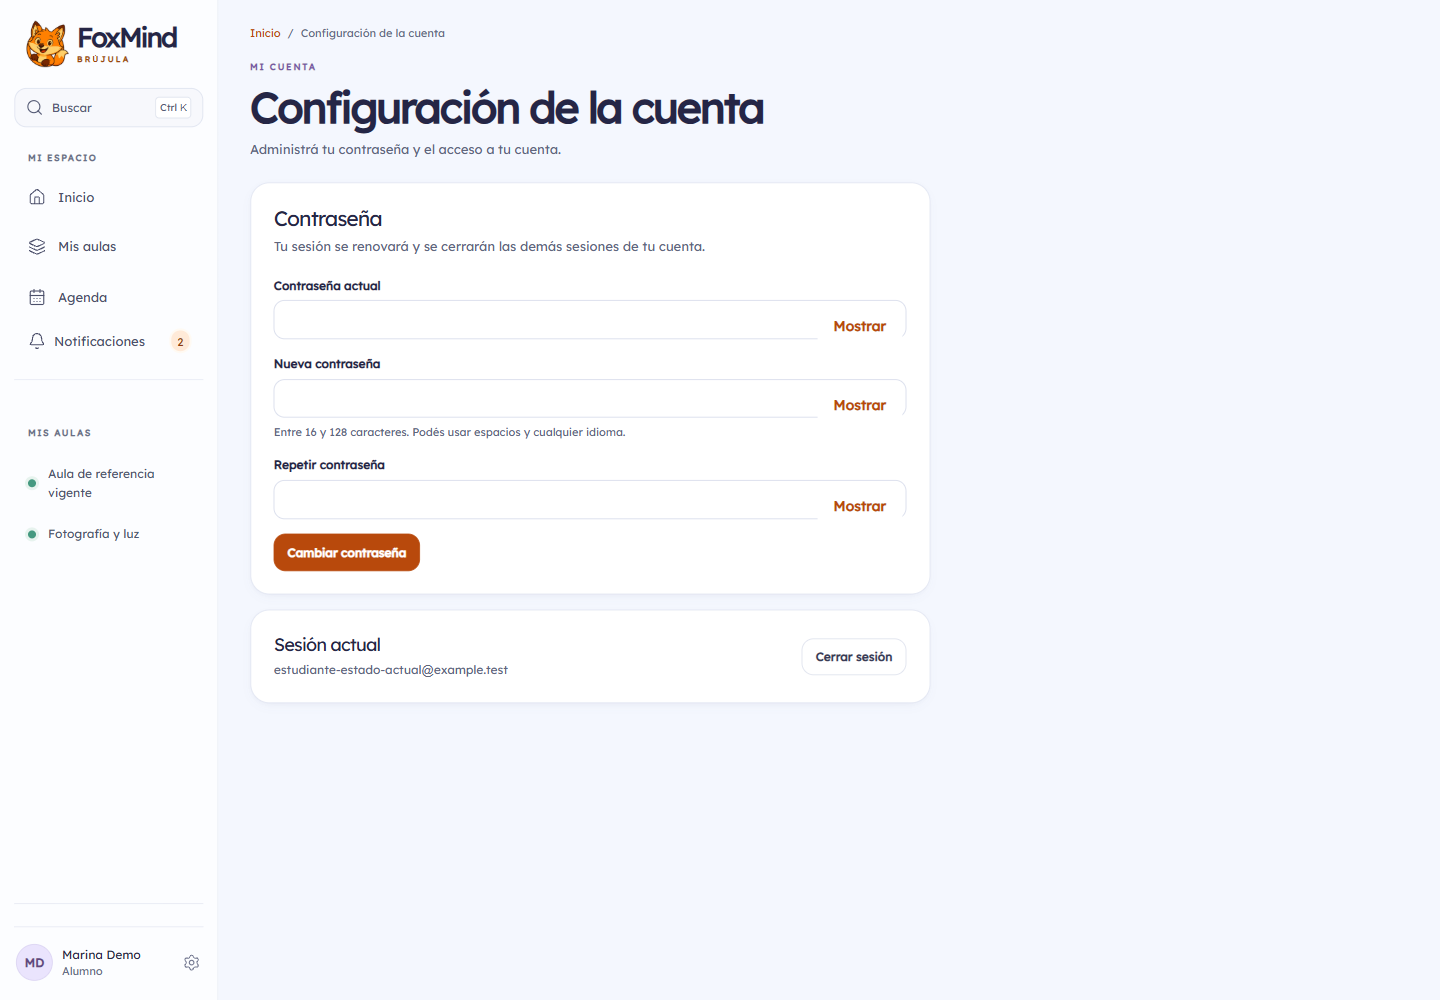 FoxMind
BRÚJULA
Buscar
Ctrl K
MI ESPACIO
Inicio
Mis aulas
Agenda
Notificaciones
2
MIS AULAS
Aula de referencia
vigente
Fotografía y luz
MD
Marina Demo
Alumno
Inicio / Configuración de la cuenta
MI CUENTA
Configuración de la cuenta
Administrá tu contraseña y el acceso a tu cuenta.
Contraseña
Tu sesión se renovará y se cerrarán las demás sesiones de tu cuenta.
Contraseña actual
Mostrar
Nueva contraseña
Mostrar
Entre 16 y 128 caracteres. Podés usar espacios y cualquier idioma.
Repetir contraseña
Mostrar
Cambiar contraseña
Sesión actual
estudiante-estado-actual@example.test
Cerrar sesión